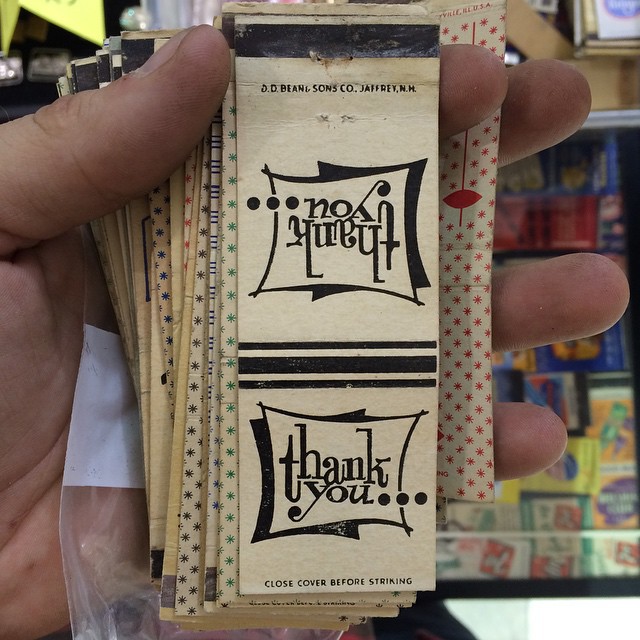 D.D. BEAN & SONS CO., JAFFREY, N.H.
thank
you...
thank
you...
CLOSE COVER BEFORE STRIKING